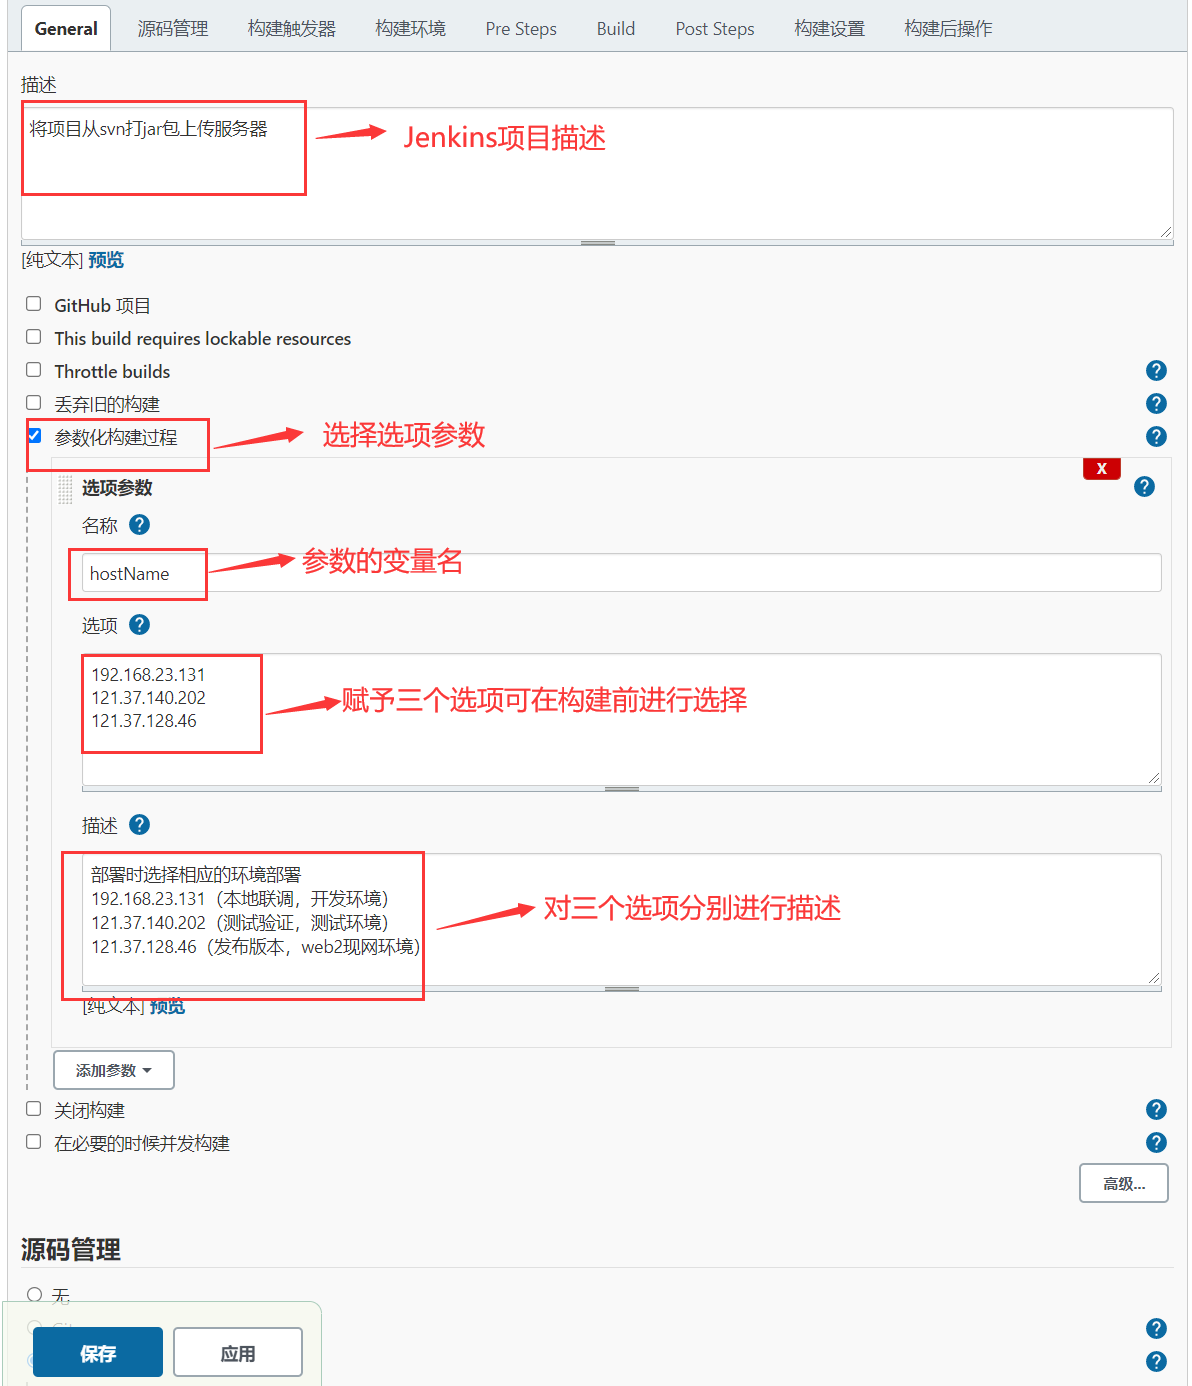 General 源码管理 构建触发器 构建环境 Pre Steps Build Post Steps 构建设置 构建后操作
描述
将项目从svn打jar包上传服务器
Jenkins项目描述
[纯文本] 预览
GitHub 项目
This build requires lockable resources
Throttle builds
?
丢弃旧的构建
?
参数化构建过程
选择选项参数
?
X
选项参数
?
名称 ?
hostName
参数的变量名
选项 ?
192.168.23.131
121.37.140.202
121.37.128.46
赋予三个选项可在构建前进行选择
描述 ?
部署时选择相应的环境部署
192.168.23.131（本地联调，开发环境）
121.37.140.202（测试验证，测试环境）
121.37.128.46（发布版本，web2现网环境）
对三个选项分别进行描述
[纯文本] 预览
添加参数
关闭构建
?
在必要的时候并发构建
?
高级...
源码管理
无
?
保存 应用
?